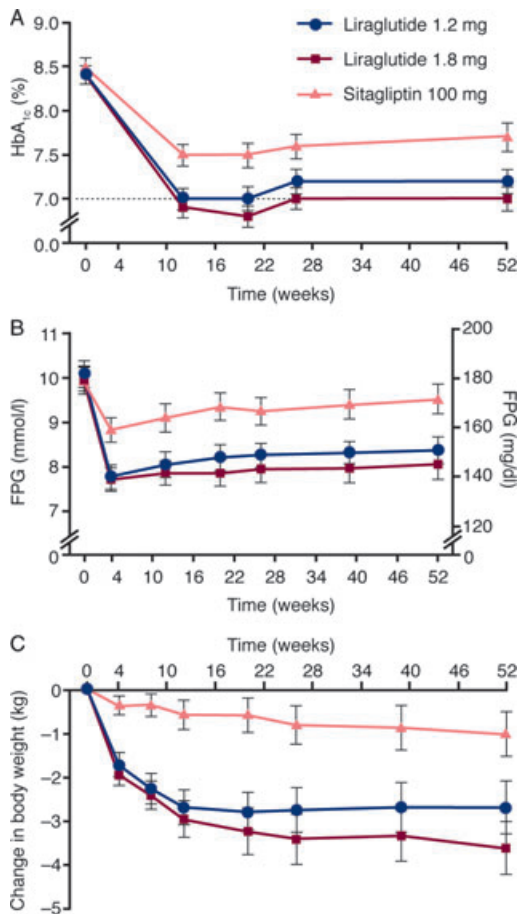 A
9.0
8.5
8.0
7.5
7.0
0.0
HbA1c (%)
Liraglutide 1.2 mg
Liraglutide 1.8 mg
Sitagliptin 100 mg
0 4 10 16 22 28 34 40 46 52
Time (weeks)
B
11
10
9
8
7
0
FPG (mmol/l)
200
180
160
140
120
0
FPG (mg/dl)
0 4 10 16 22 28 34 40 46 52
Time (weeks)
C
Time (weeks)
4 10 16 22 28 34 40 46 52
0
−1
−2
−3
−4
−5
Change in body weight (kg)